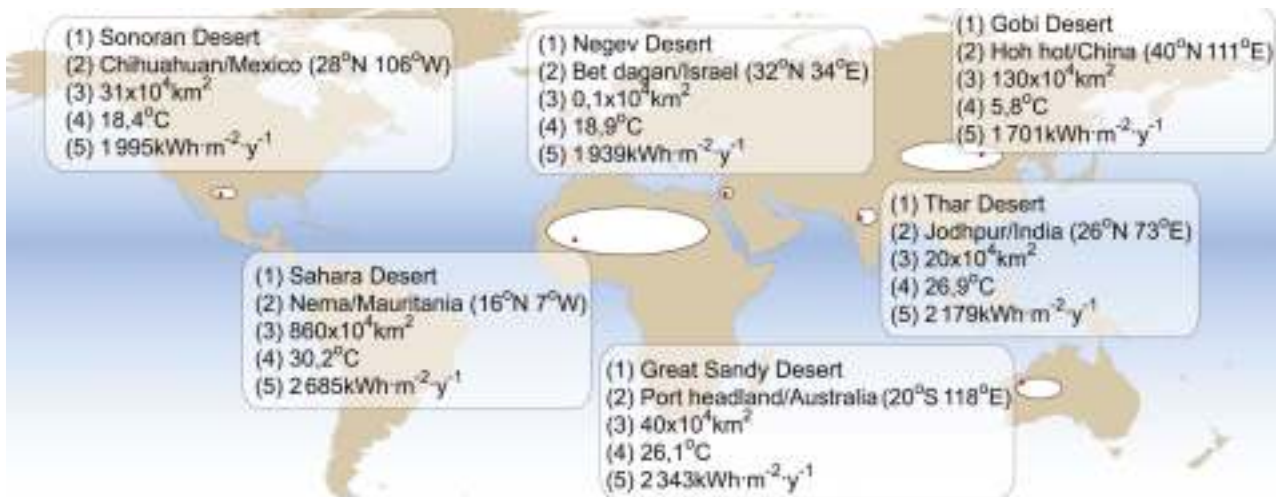 (1) Sonoran Desert
(2) Chihuahuan/Mexico (28°N 106°W)
(3) 31x10⁴km²
(4) 18,4°C
(5) 1 995kWh·m⁻²·y⁻¹
(1) Negev Desert
(2) Bet dagan/Israel (32°N 34°E)
(3) 0,1x10⁴km²
(4) 18,9°C
(5) 1 939kWh·m⁻²·y⁻¹
(1) Gobi Desert
(2) Hoh hot/China (40°N 111°E)
(3) 130x10⁴km²
(4) 5,8°C
(5) 1 701kWh·m⁻²·y⁻¹
(1) Sahara Desert
(2) Nema/Mauritania (16°N 7°W)
(3) 860x10⁴km²
(4) 30,2°C
(5) 2 685kWh·m⁻²·y⁻¹
(1) Thar Desert
(2) Jodhpur/India (26°N 73°E)
(3) 20x10⁴km²
(4) 26,9°C
(5) 2 179kWh·m⁻²·y⁻¹
(1) Great Sandy Desert
(2) Port headland/Australia (20°S 118°E)
(3) 40x10⁴km²
(4) 26,1°C
(5) 2 343kWh·m⁻²·y⁻¹